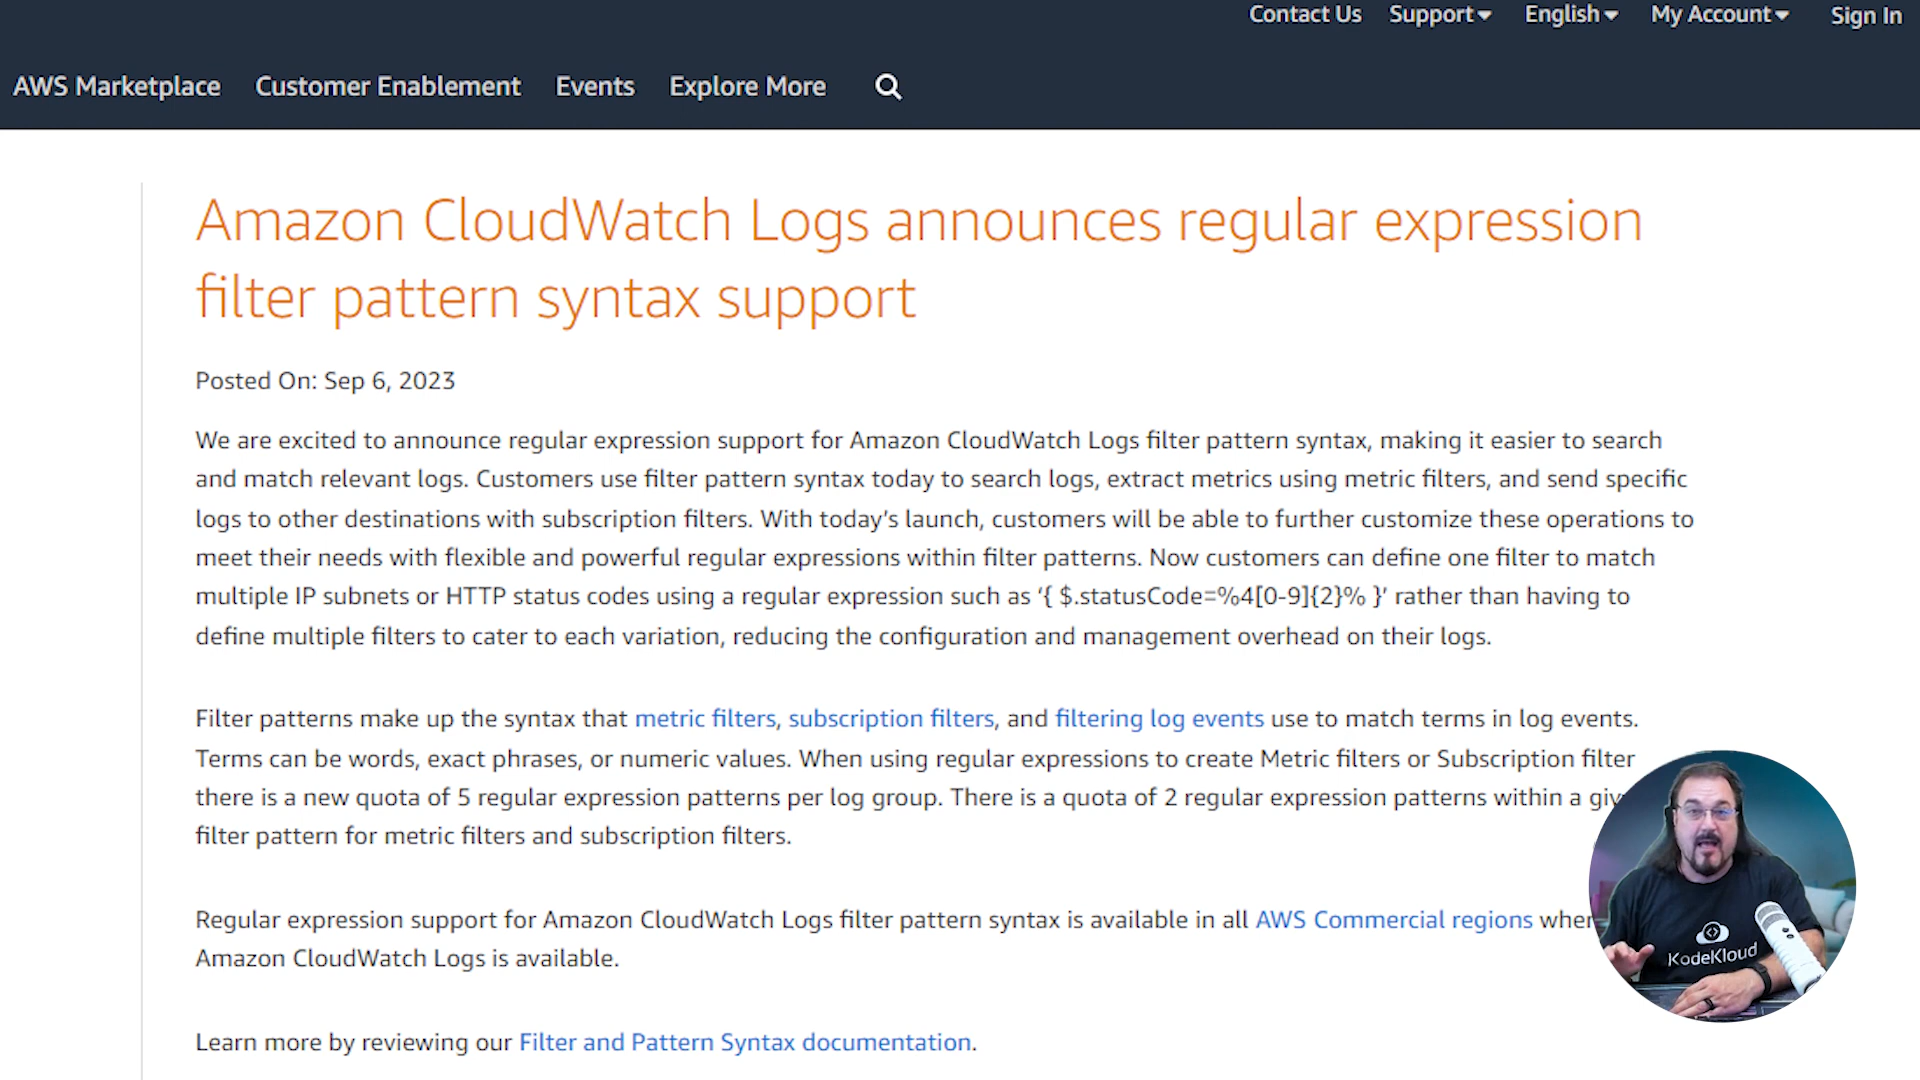 Contact Us Support English My Account Sign In
AWS Marketplace Customer Enablement Events Explore More
Amazon CloudWatch Logs announces regular expression
filter pattern syntax support
Posted On: Sep 6, 2023
We are excited to announce regular expression support for Amazon CloudWatch Logs filter pattern syntax, making it easier to search
and match relevant logs. Customers use filter pattern syntax today to search logs, extract metrics using metric filters, and send specific
logs to other destinations with subscription filters. With today’s launch, customers will be able to further customize these operations to
meet their needs with flexible and powerful regular expressions within filter patterns. Now customers can define one filter to match
multiple IP subnets or HTTP status codes using a regular expression such as ‘{ $.statusCode=%4[0-9]{2}% }’ rather than having to
define multiple filters to cater to each variation, reducing the configuration and management overhead on their logs.
Filter patterns make up the syntax that metric filters, subscription filters, and filtering log events use to match terms in log events.
Terms can be words, exact phrases, or numeric values. When using regular expressions to create Metric filters or Subscription filter
there is a new quota of 5 regular expression patterns per log group. There is a quota of 2 regular expression patterns within a
filter pattern for metric filters and subscription filters.
Regular expression support for Amazon CloudWatch Logs filter pattern syntax is available in all AWS Commercial regions
Amazon CloudWatch Logs is available.
Learn more by reviewing our Filter and Pattern Syntax documentation.
KodeKloud